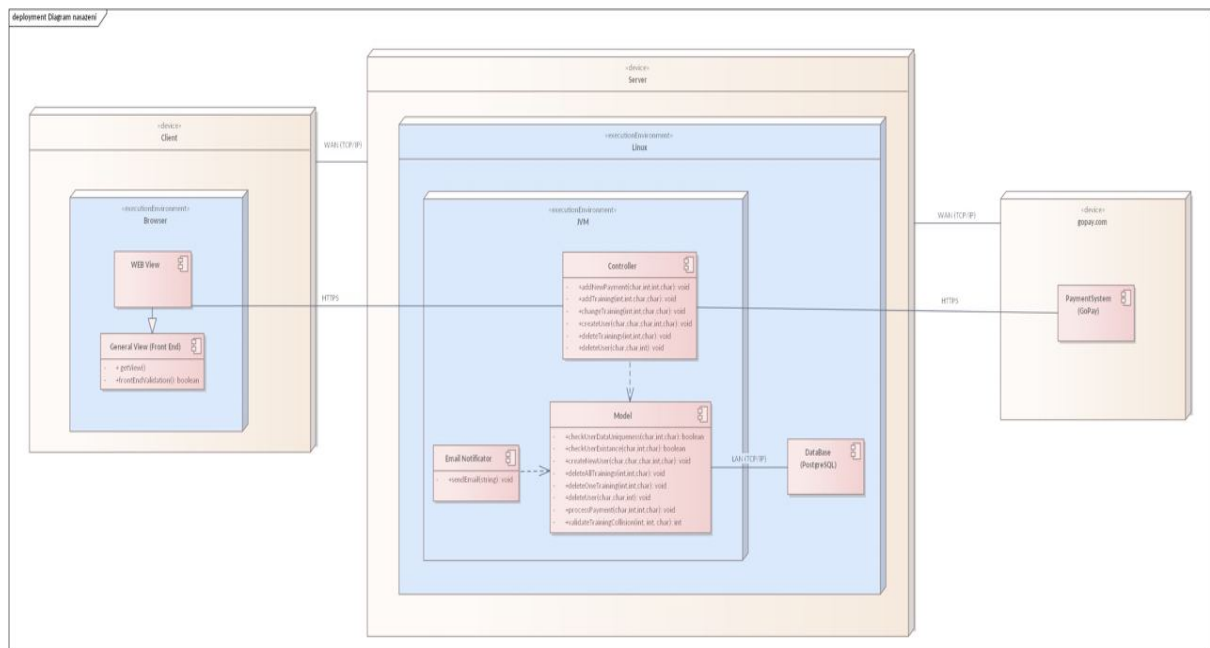 deployment Diagram nasazení
«device»
Client
«executionEnvironment»
Browser
WEB View
General View (Front End)
- + getView()
- +frontEndValidation(): boolean
WAN (TCP/IP)
HTTPS
«device»
Server
«executionEnvironment»
Linux
«executionEnvironment»
JVM
Controller
- +addNewPayment(char,int,int,char): void
- +addTraining(int,int,char,char): void
- +changeTraining(int,int,char,char): void
- +createUser(char,char,char,int,char): void
- +deleteTrainings(int,int,char): void
- +deleteUser(char,char,int): void
Model
- +checkUserDataUniqueness(char,int,char): boolean
- +checkUserExistance(char,int,char): boolean
- +createNewUser(char,char,char,int,char): void
- +deleteAllTrainings(int,int,char): void
- +deleteOneTraining(int,int,char): void
- +deleteUser(char,char,int): void
- +processPayment(char,int,int,char): void
- +validateTrainingCollision(int, int, char): int
Email Notificator
- +sendEmail(string): void
LAN (TCP/IP)
DataBase
(PostgreSQL)
WAN (TCP/IP)
HTTPS
«device»
gopay.com
PaymentSystem
(GoPay)